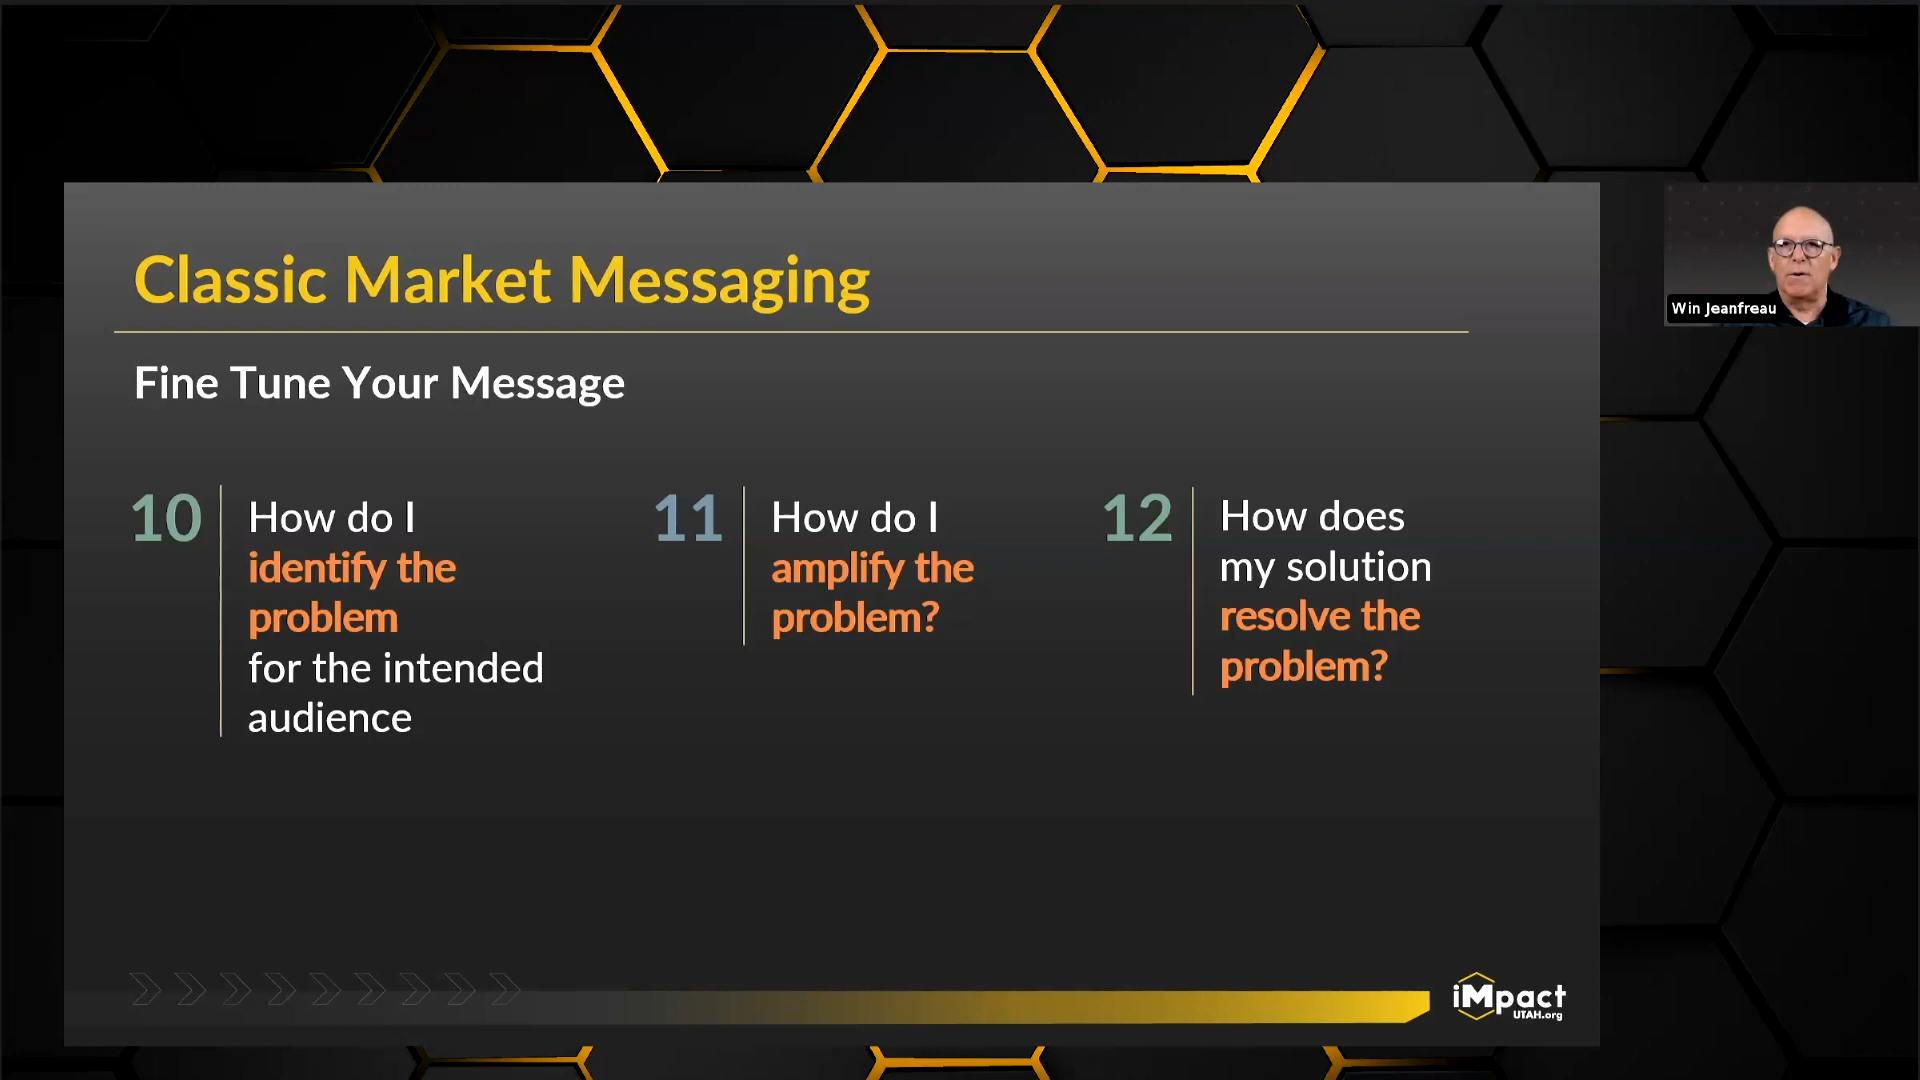 Classic Market Messaging
Win Jeanfreau
Fine Tune Your Message
10
How do I
identify the
problem
for the intended
audience
11
How do I
amplify the
problem?
12
How does
my solution
resolve the
problem?
iMpact
UTAH.org